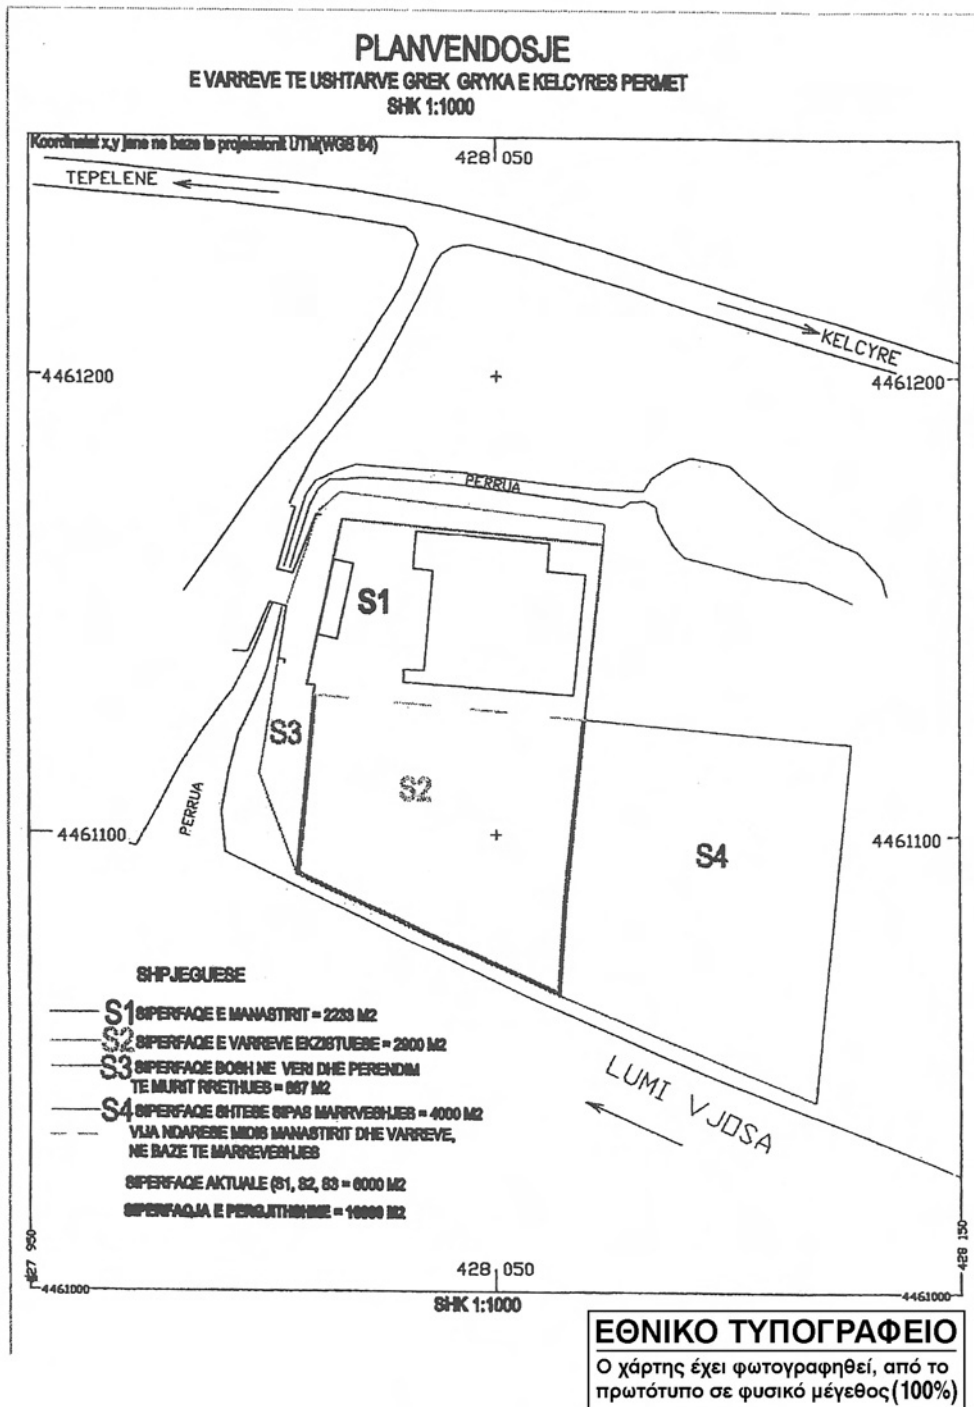 PLANVENDOSJE
E VARREVE TE USHTARVE GREK GRYKA E KELCYRES PERMET
SHK 1:1000
Koordinatat x,y jane ne baze te projeksionit UTM(WGS 84)
428 050
TEPELENE
KELCYRE
4461200
4461200
PERRUA
S1
S3
S2
PERRUA
4461100
4461100
S4
SHPJEGUESE
S1 SIPERFAQE E MANASTIRIT = 2233 M2
S2 SIPERFAQE E VARREVE EKZISTUESE = 2900 M2
S3 SIPERFAQE BOSH NE VERI DHE PERENDIM
TE MURIT RRETHUES = 867 M2
S4 SIPERFAQE SHTESE SIPAS MARRVESHJES = 4000 M2
VIJA NDARESE MIDIS MANASTIRIT DHE VARREVE,
NE BAZE TE MARREVESHJES
SIPERFAQE AKTUALE (S1, S2, S3 = 6000 M2
SIPERFAQJA E PERGJITHSHME = 10000 M2
LUMI VJOSA
427 950
428 150
4461000
428 050
4461000
SHK 1:1000
ΕΘΝΙΚΟ ΤΥΠΟΓΡΑΦΕΙΟ
Ο χάρτης έχει φωτογραφηθεί, από το
πρωτότυπο σε φυσικό μέγεθος (100%)